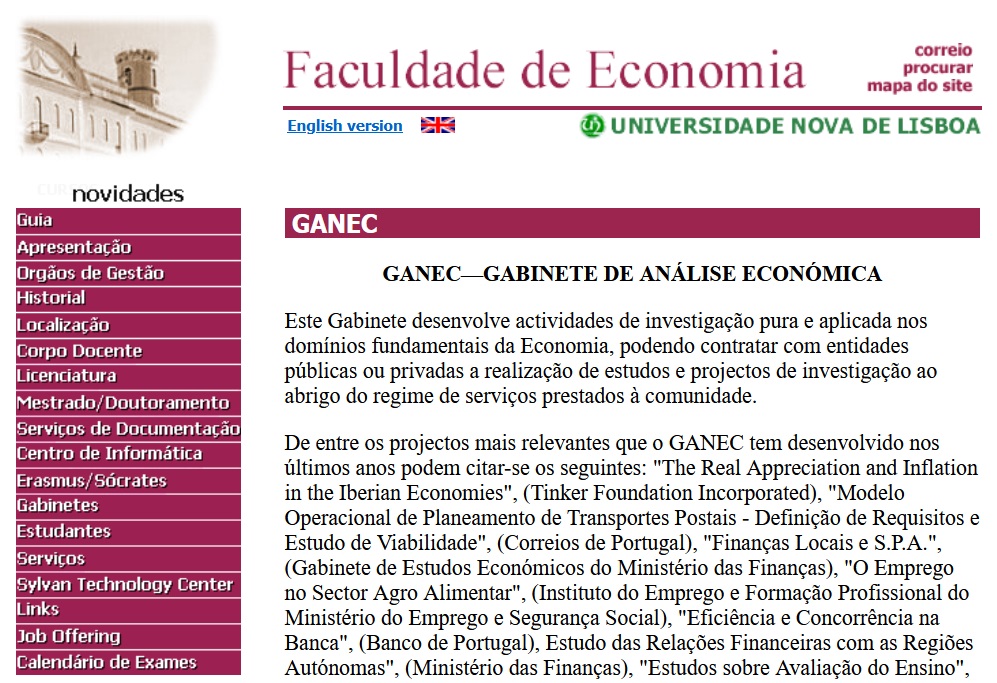 Faculdade de Economia
correio
procurar
mapa do site
English version
UNIVERSIDADE NOVA DE LISBOA
novidades
Guia
Apresentação
Orgãos de Gestão
Historial
Localização
Corpo Docente
Licenciatura
Mestrado/Doutoramento
Serviços de Documentação
Centro de Informática
Erasmus/Sócrates
Gabinetes
Estudantes
Serviços
Sylvan Technology Center
Links
Job Offering
Calendário de Exames
GANEC
GANEC—GABINETE DE ANÁLISE ECONÓMICA
Este Gabinete desenvolve actividades de investigação pura e aplicada nos
domínios fundamentais da Economia, podendo contratar com entidades
públicas ou privadas a realização de estudos e projectos de investigação ao
abrigo do regime de serviços prestados à comunidade.
De entre os projectos mais relevantes que o GANEC tem desenvolvido nos
últimos anos podem citar-se os seguintes: "The Real Appreciation and Inflation
in the Iberian Economies", (Tinker Foundation Incorporated), "Modelo
Operacional de Planeamento de Transportes Postais - Definição de Requisitos e
Estudo de Viabilidade", (Correios de Portugal), "Finanças Locais e S.P.A.",
(Gabinete de Estudos Económicos do Ministério das Finanças), "O Emprego
no Sector Agro Alimentar", (Instituto do Emprego e Formação Profissional do
Ministério do Emprego e Segurança Social), "Eficiência e Concorrência na
Banca", (Banco de Portugal), Estudo das Relações Financeiras com as Regiões
Autónomas", (Ministério das Finanças), "Estudos sobre Avaliação do Ensino",